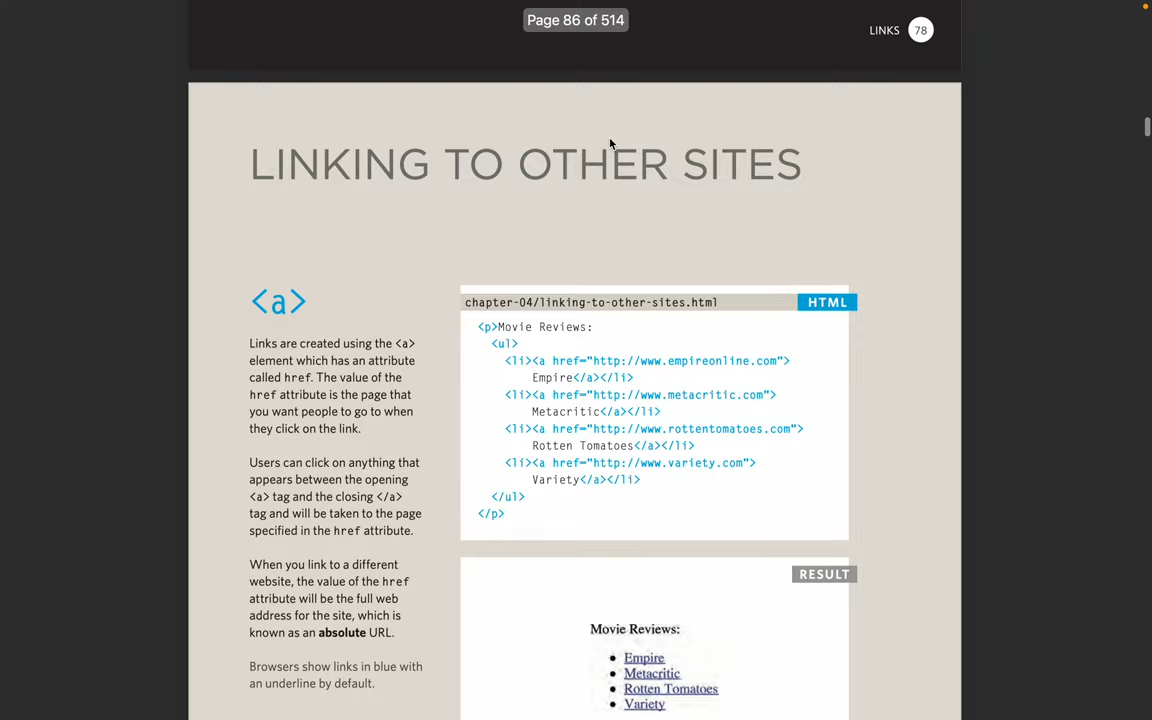 Page 86 of 514
LINKS 78
LINKING TO OTHER SITES
<a>
Links are created using the <a>
element which has an attribute
called href. The value of the
href attribute is the page that
you want people to go to when
they click on the link.
Users can click on anything that
appears between the opening
<a> tag and the closing </a>
tag and will be taken to the page
specified in the href attribute.
When you link to a different
website, the value of the href
attribute will be the full web
address for the site, which is
known as an absolute URL.
Browsers show links in blue with
an underline by default.
chapter-04/linking-to-other-sites.html HTML
<p>Movie Reviews:
<ul>
<li><a href="http://www.empireonline.com">
Empire</a></li>
<li><a href="http://www.metacritic.com">
Metacritic</a></li>
<li><a href="http://www.rottentomatoes.com">
Rotten Tomatoes</a></li>
<li><a href="http://www.variety.com">
Variety</a></li>
</ul>
</p>
RESULT
Movie Reviews:
• Empire
• Metacritic
• Rotten Tomatoes
• Variety